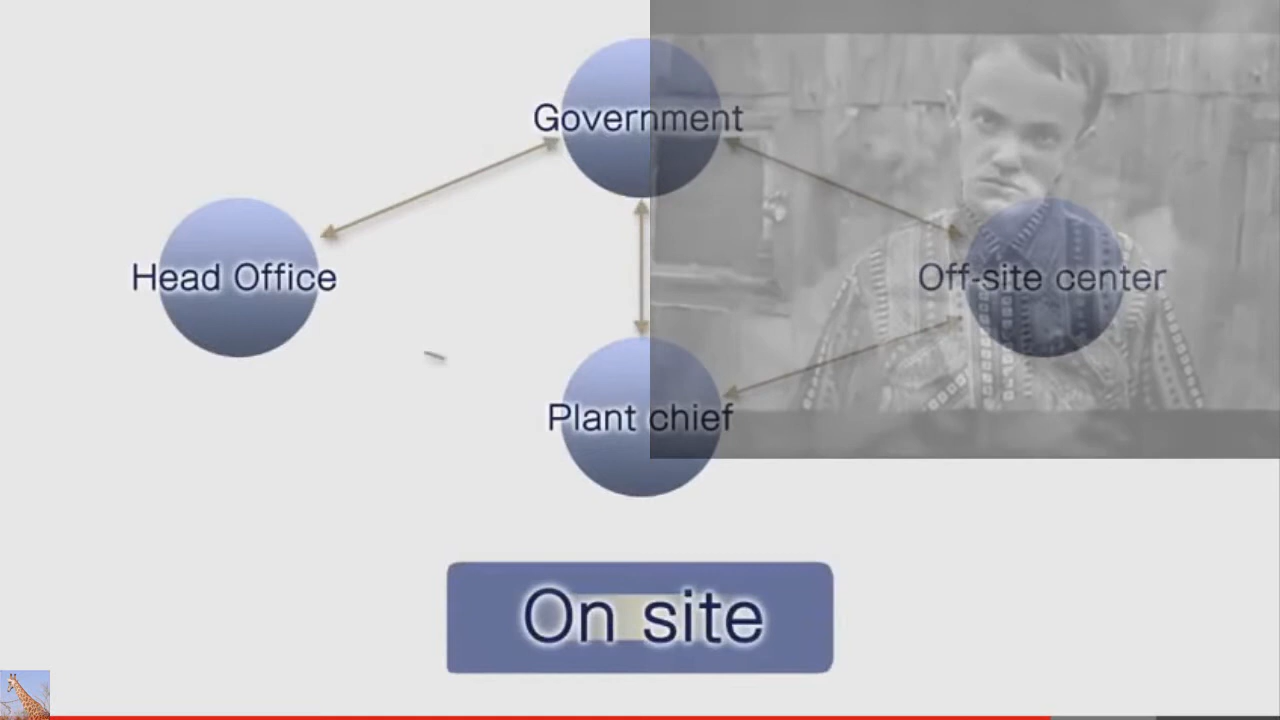 Government
Head Office
Off-site center
Plant chief
On site